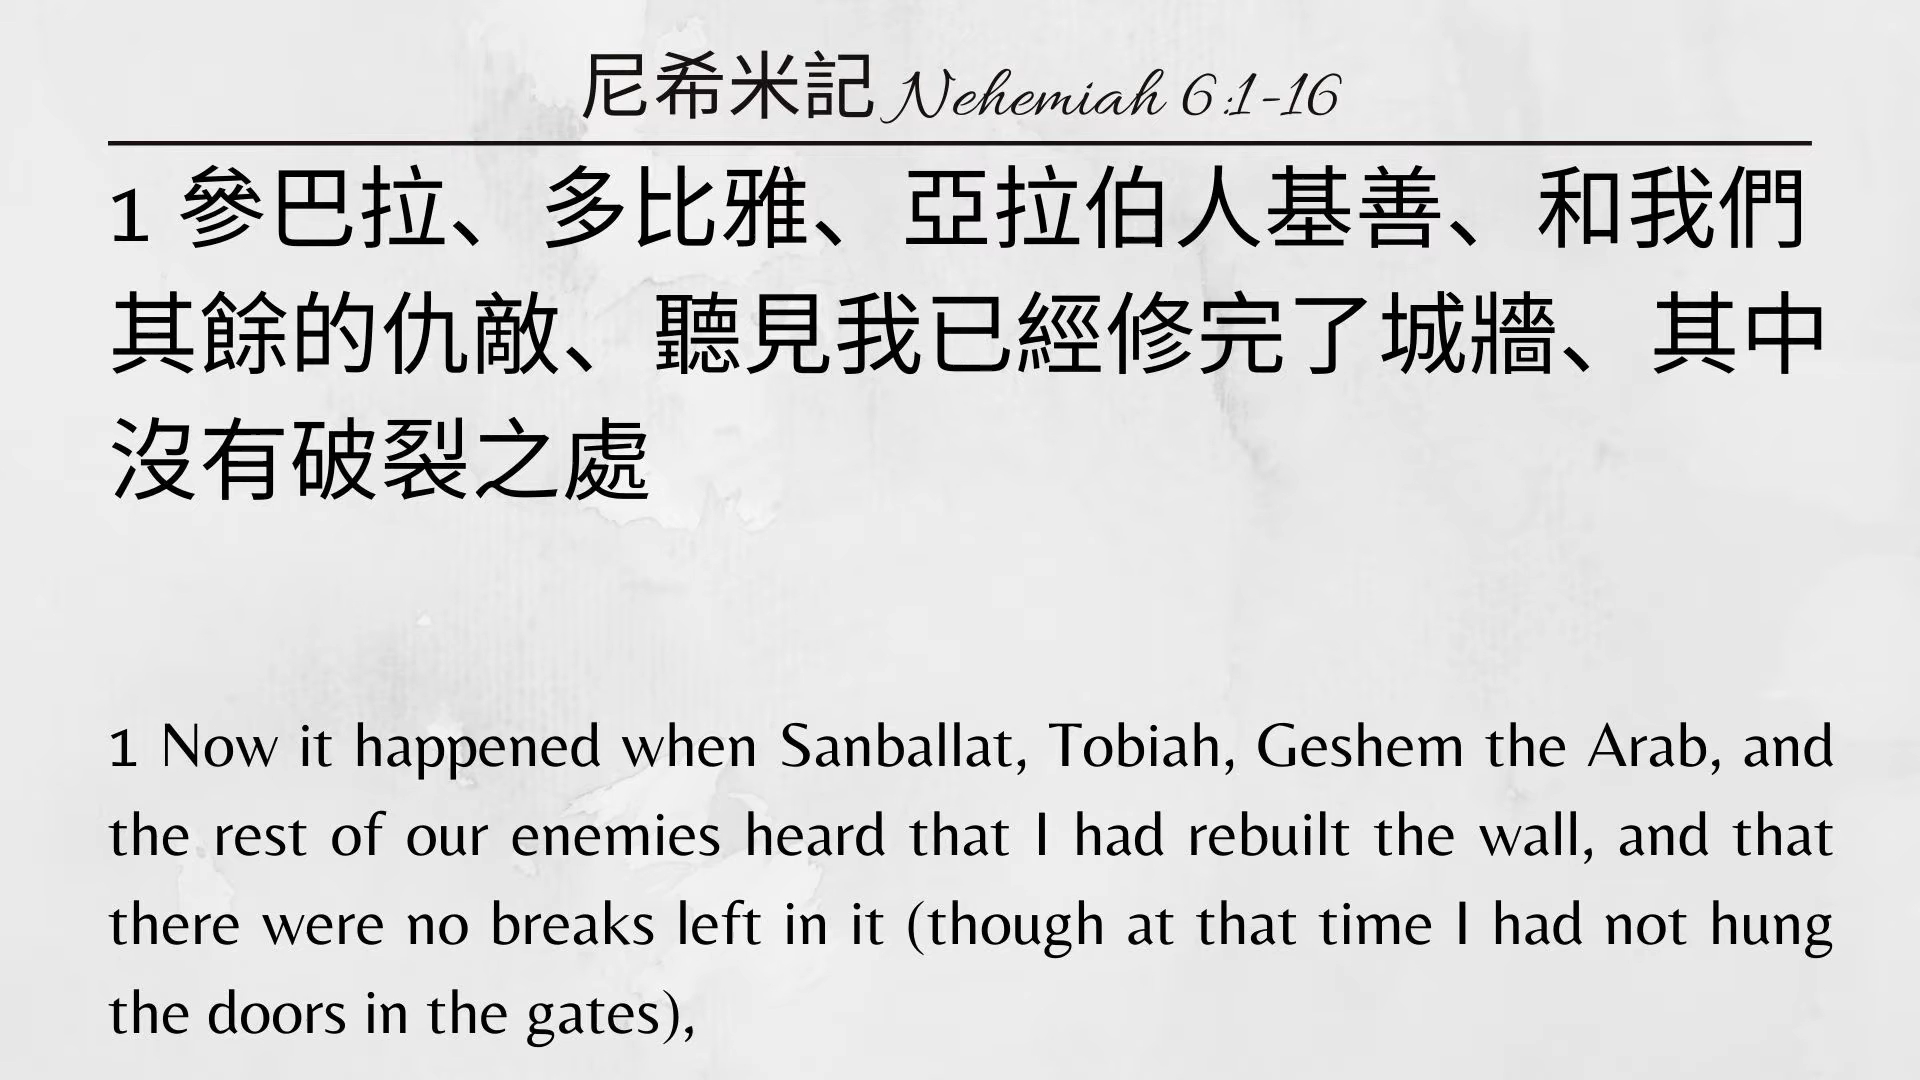 尼希米記 Nehemiah 6:1-16
1 參巴拉、多比雅、亞拉伯人基善、和我們
其餘的仇敵、聽見我已經修完了城牆、其中
沒有破裂之處
1 Now it happened when Sanballat, Tobiah, Geshem the Arab, and
the rest of our enemies heard that I had rebuilt the wall, and that
there were no breaks left in it (though at that time I had not hung
the doors in the gates),